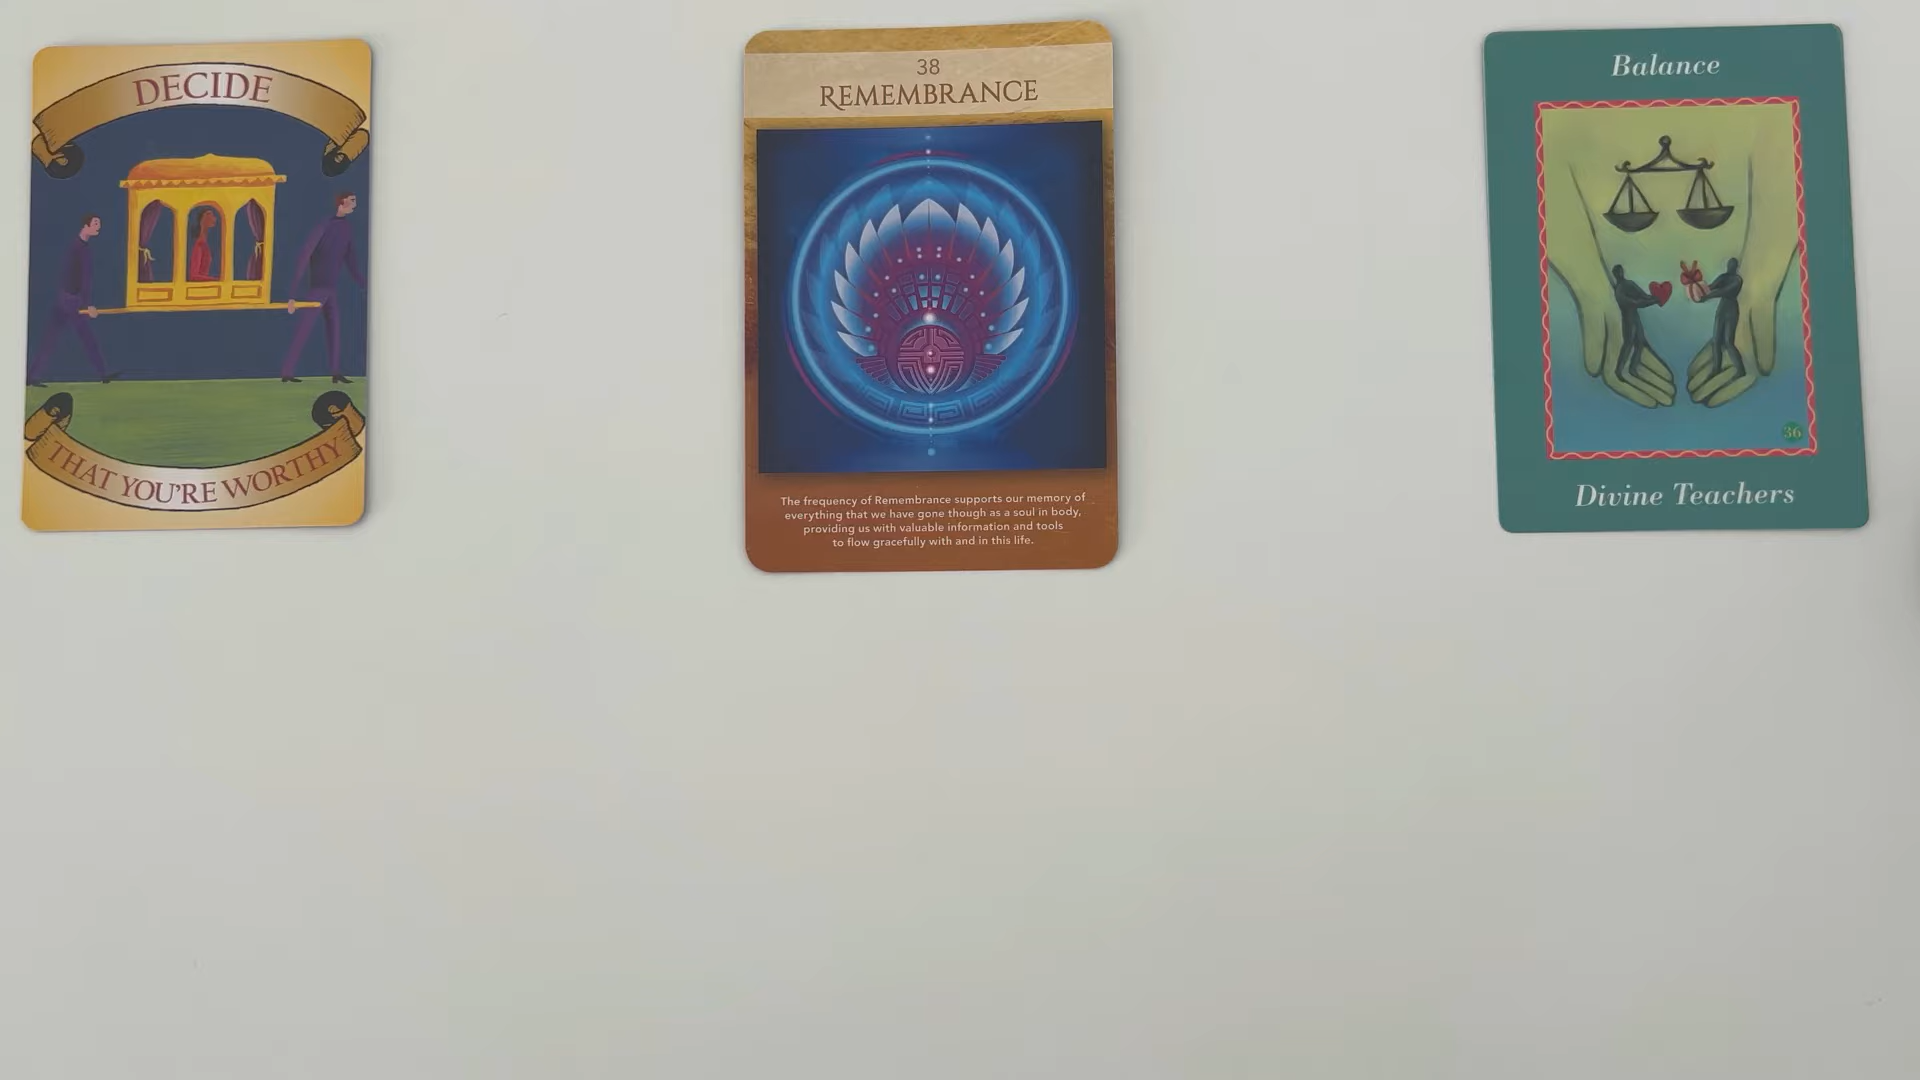 DECIDE
THAT YOU'RE WORTHY
38
REMEMBRANCE
The frequency of Remembrance supports our memory of
everything that we have gone though as a soul in body,
providing us with valuable information and tools
to flow gracefully with and in this life.
Balance
36
Divine Teachers